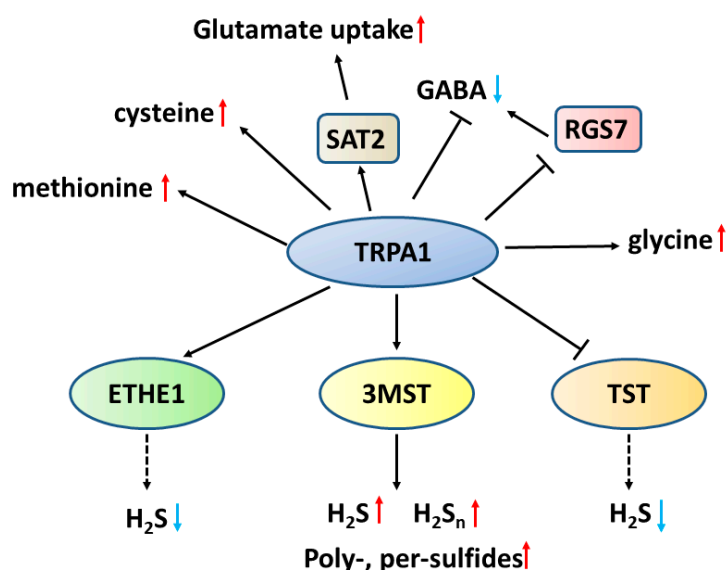 Glutamate uptake↑
GABA↓
cysteine↑
SAT2
RGS7
methionine↑
TRPA1
glycine↑
ETHE1
3MST
TST
H₂S↓
H₂S↑ H₂Sₙ↑
H₂S↓
Poly-, per-sulfides↑